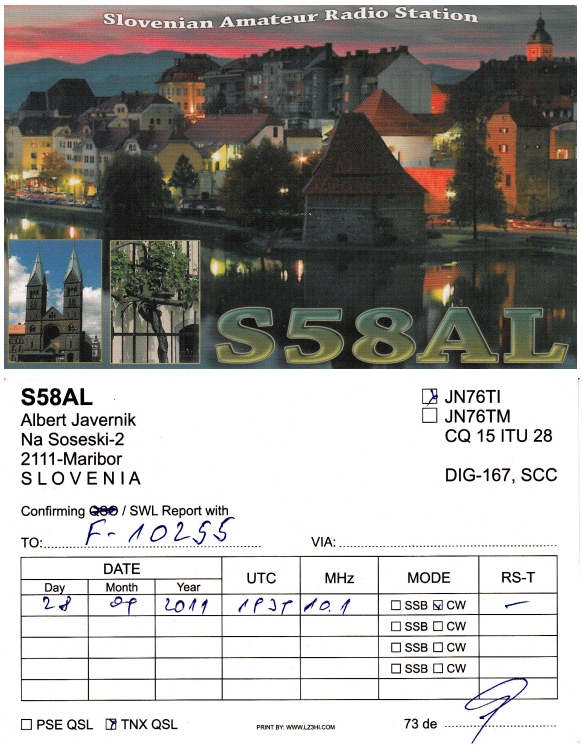 Slovenian Amateur Radio Station
S58AL
S58AL
Albert Javernik
Na Soseski-2
2111-Maribor
SLOVENIA
JN76TI
JN76TM
CQ 15 ITU 28
DIG-167, SCC
Confirming QSO / SWL Report with
TO: F-10255 VIA:
DATE UTC MHz MODE RS-T
Day Month Year
28 2011 10.1 SSB CW —
SSB CW
SSB CW
SSB CW
PSE QSL TNX QSL PRINT BY: WWW.LZ3HI.COM 73 de